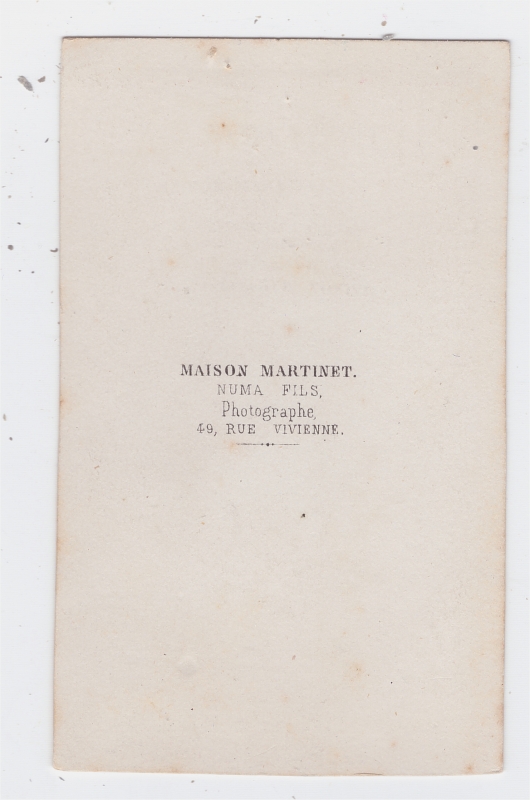 MAISON MARTINET.
NUMA FILS,
Photographe,
49, RUE VIVIENNE.